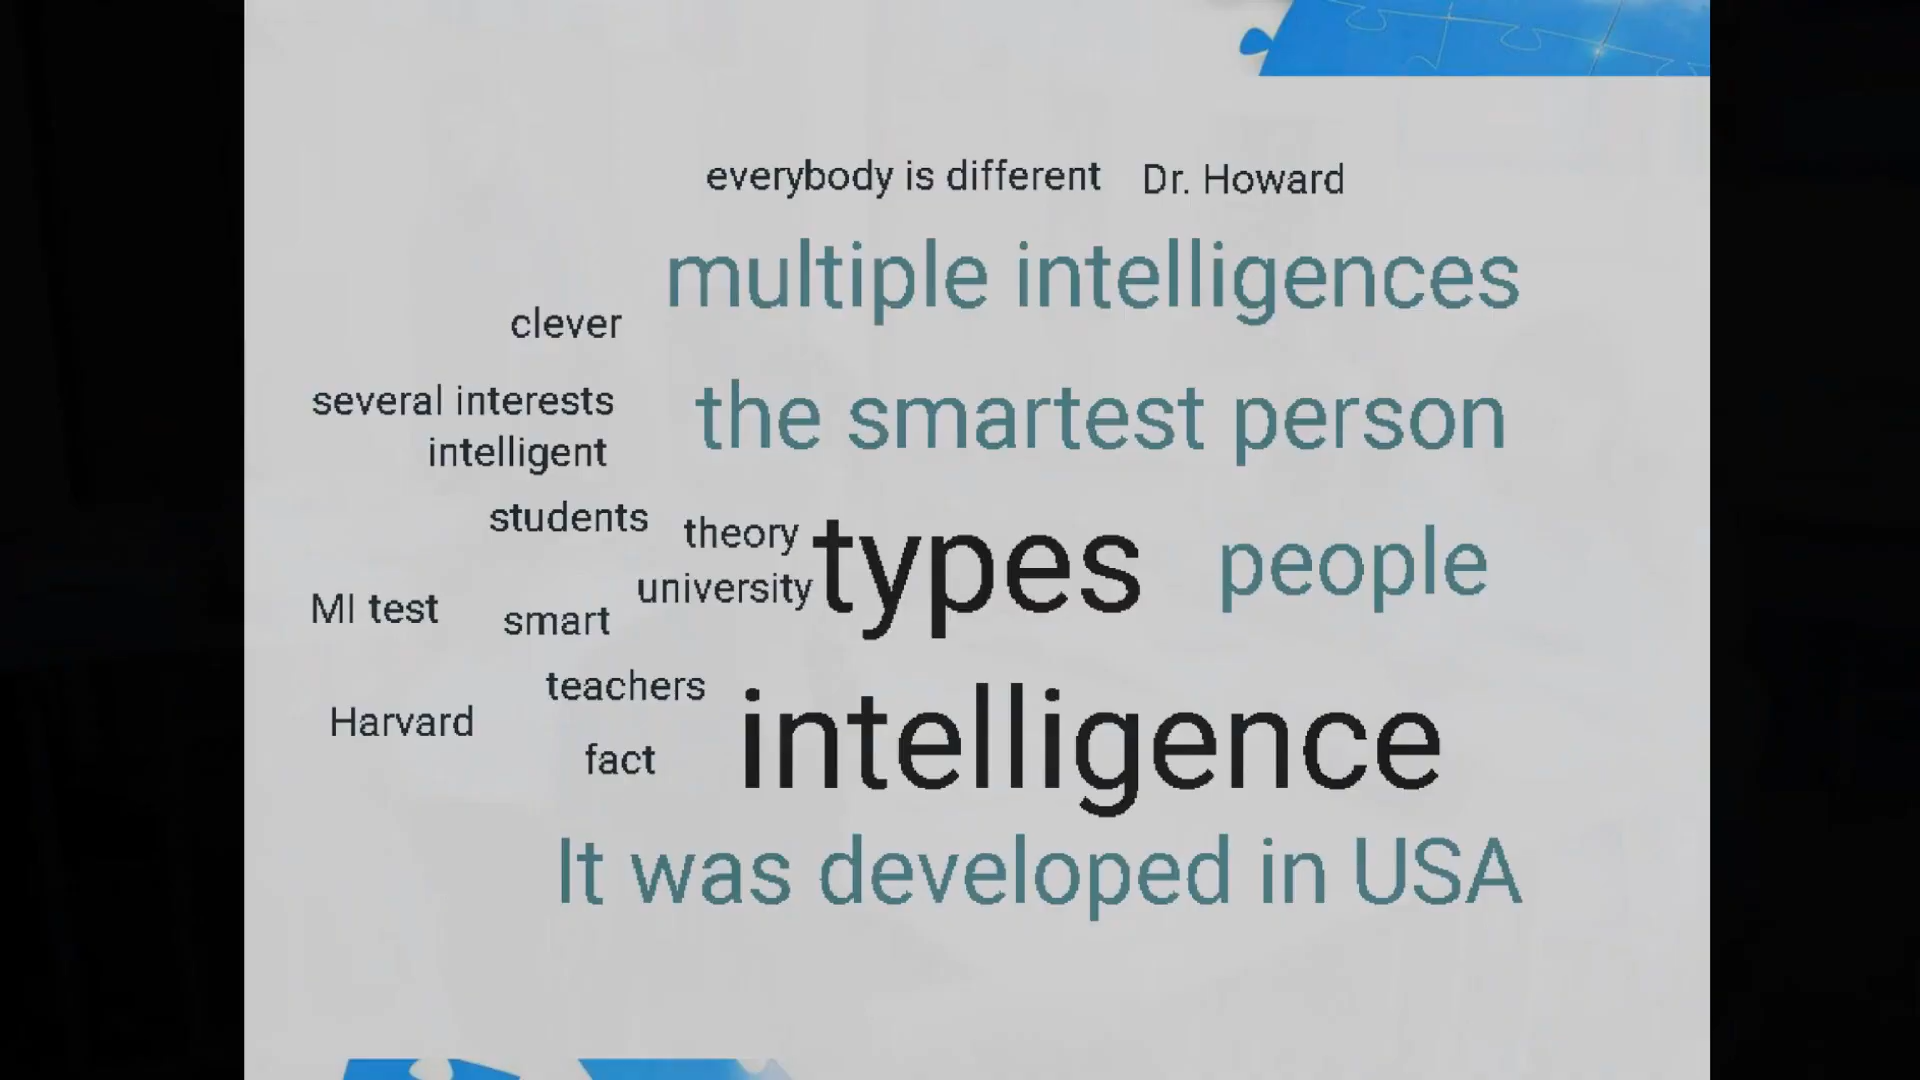 everybody is different Dr. Howard
multiple intelligences
clever
several interests
the smartest person
intelligent
students
theory
types
people
university
MI test
smart
teachers
Harvard
intelligence
fact
It was developed in USA